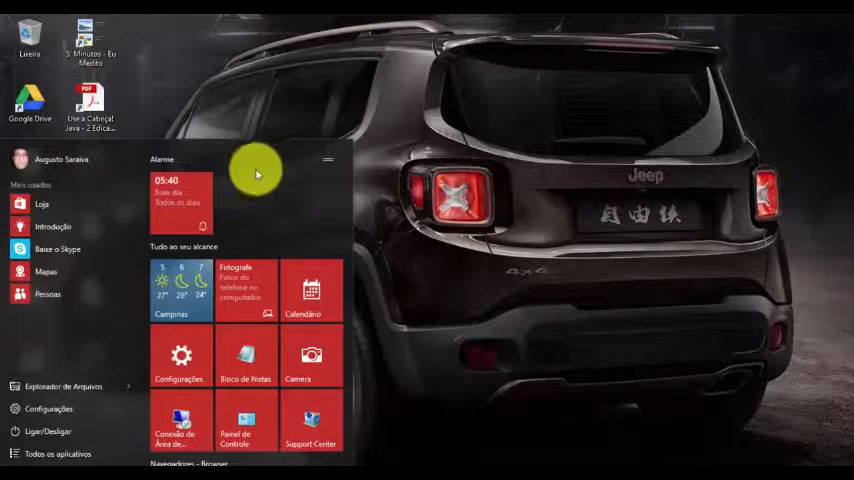 Lixeira
5' Minutos - Eu
Medito
Google Drive
PDF
Use a Cabeça!
Java - 2 Edica...
Augusto Saraiva
Mais usados
Loja
Introdução
Baixe o Skype
Mapas
Pessoas
Explorador de Arquivos
Configurações
Ligar/Desligar
Todos os aplicativos
Alarme
05:40
Bom dia
Todos os dias
Tudo ao seu alcance
5 6 7
27° 26° 24°
Campinas
Fotografe
Fotos do
telefone no
computador
Calendário
Configurações
Bloco de Notas
Camera
Conexão de
Área de...
Painel de
Controle
Support Center
Navegadores - Browser
Jeep
自由侠
4x4